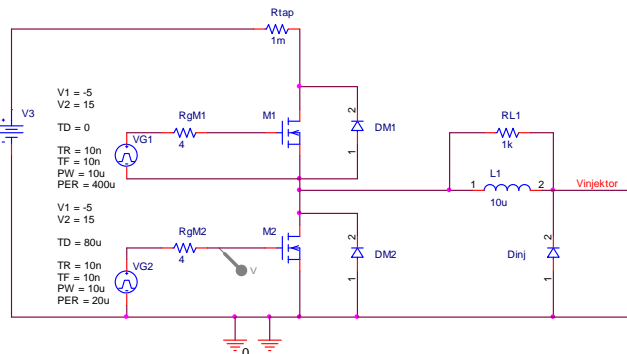 Rtap
1m
V1 = -5
V2 = 15
TD = 0
TR = 10n
TF = 10n
PW = 10u
PER = 400u
V3
VG1
RgM1
4
M1
2
DM1
1
RL1
1k
L1
1
2
10u
Vinjektor
V1 = -5
V2 = 15
TD = 80u
TR = 10n
TF = 10n
PW = 10u
PER = 20u
VG2
RgM2
4
V
M2
2
DM2
1
2
Dinj
1
0